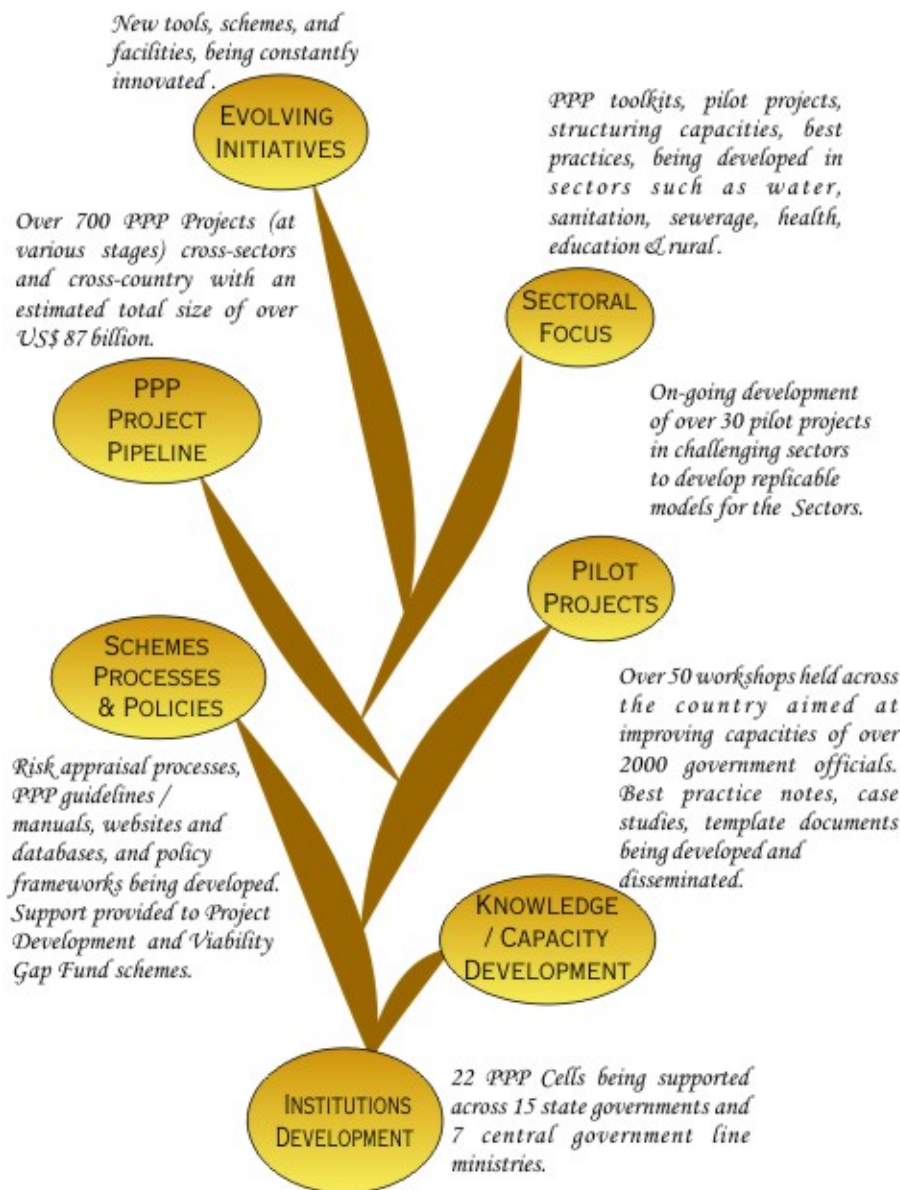 New tools, schemes, and
facilities, being constantly
innovated .
EVOLVING
INITIATIVES
PPP toolkits, pilot projects,
structuring capacities, best
practices, being developed in
sectors such as water,
sanitation, sewerage, health,
education & rural .
SECTORAL
FOCUS
Over 700 PPP Projects (at
various stages) cross-sectors
and cross-country with an
estimated total size of over
US$ 87 billion.
PPP
PROJECT
PIPELINE
On-going development
of over 30 pilot projects
in challenging sectors
to develop replicable
models for the Sectors.
PILOT
PROJECTS
SCHEMES
PROCESSES
& POLICIES
Risk appraisal processes,
PPP guidelines /
manuals, websites and
databases, and policy
frameworks being developed.
Support provided to Project
Development and Viability
Gap Fund schemes.
Over 50 workshops held across
the country aimed at
improving capacities of over
2000 government officials.
Best practice notes, case
studies, template documents
being developed and
disseminated.
KNOWLEDGE
/ CAPACITY
DEVELOPMENT
INSTITUTIONS
DEVELOPMENT
22 PPP Cells being supported
across 15 state governments and
7 central government line
ministries.